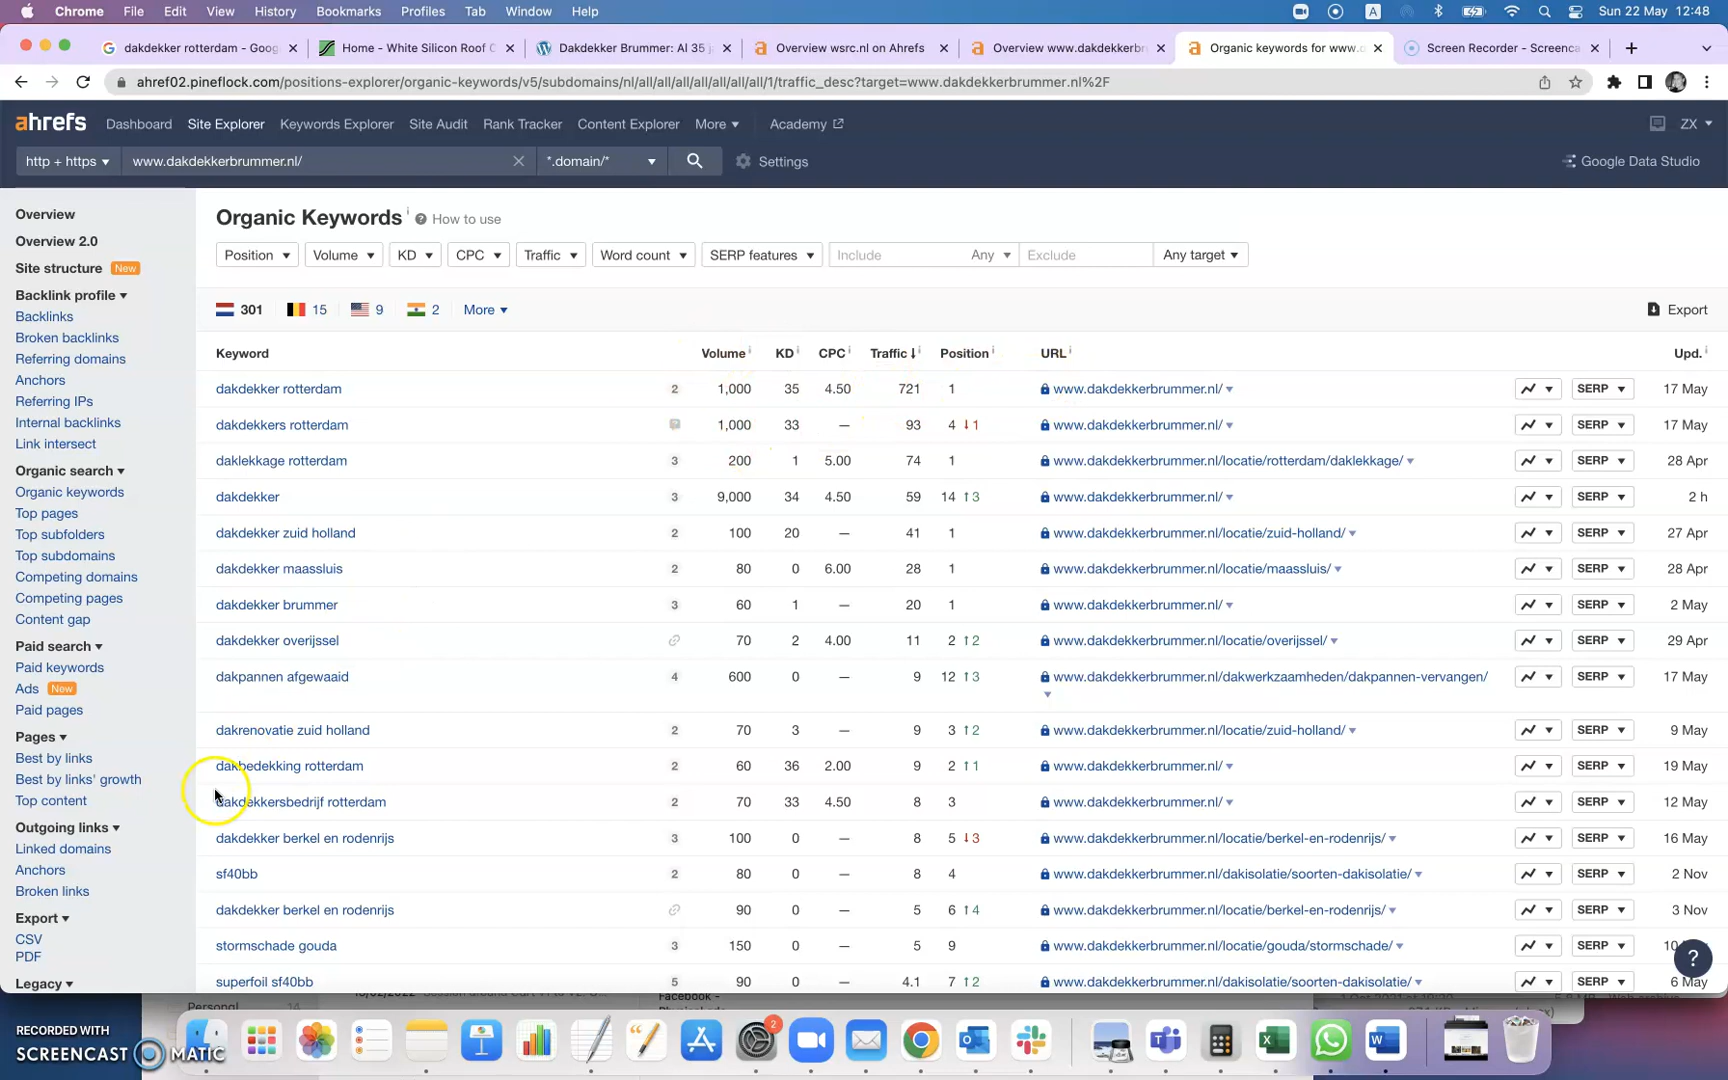 Chrome File Edit View History Bookmarks Profiles Tab Window Help A Sun 22 May 12:48
dakdekker rotterdam - Goog Home - White Silicon Roof C Dakdekker Brummer: Al 35 j Overview wsrc.nl on Ahrefs Overview www.dakdekkerbr Organic keywords for www.d Screen Recorder - Screenca
ahref02.pineflock.com/positions-explorer/organic-keywords/v5/subdomains/nl/all/all/all/all/all/all/all/1/traffic_desc?target=www.dakdekkerbrummer.nl%2F
ahrefs Dashboard Site Explorer Keywords Explorer Site Audit Rank Tracker Content Explorer More Academy ZX
http + https www.dakdekkerbrummer.nl/ *.domain/* Settings Google Data Studio
Overview
Overview 2.0
Site structure New
Backlink profile
Backlinks
Broken backlinks
Referring domains
Anchors
Referring IPs
Internal backlinks
Link intersect
Organic search
Organic keywords
Top pages
Top subfolders
Top subdomains
Competing domains
Competing pages
Content gap
Paid search
Paid keywords
Ads New
Paid pages
Pages
Best by links
Best by links' growth
Top content
Outgoing links
Linked domains
Anchors
Broken links
Export
CSV
PDF
Legacy
Organic Keywords i ? How to use
Position Volume KD CPC Traffic Word count SERP features Include Any Exclude Any target
301 15 9 2 More Export
Keyword Volume KD CPC Traffic Position URL Upd.
dakdekker rotterdam 2 1,000 35 4.50 721 1 www.dakdekkerbrummer.nl/ SERP 17 May
dakdekkers rotterdam 1,000 33 — 93 4 ↓1 www.dakdekkerbrummer.nl/ SERP 17 May
daklekkage rotterdam 3 200 1 5.00 74 1 www.dakdekkerbrummer.nl/locatie/rotterdam/daklekkage/ SERP 28 Apr
dakdekker 3 9,000 34 4.50 59 14 ↑3 www.dakdekkerbrummer.nl/ SERP 2 h
dakdekker zuid holland 2 100 20 — 41 1 www.dakdekkerbrummer.nl/locatie/zuid-holland/ SERP 27 Apr
dakdekker maassluis 2 80 0 6.00 28 1 www.dakdekkerbrummer.nl/locatie/maassluis/ SERP 28 Apr
dakdekker brummer 3 60 1 — 20 1 www.dakdekkerbrummer.nl/ SERP 2 May
dakdekker overijssel 70 2 4.00 11 2 ↑2 www.dakdekkerbrummer.nl/locatie/overijssel/ SERP 29 Apr
dakpannen afgewaaid 4 600 0 — 9 12 ↑3 www.dakdekkerbrummer.nl/dakwerkzaamheden/dakpannen-vervangen/ SERP 17 May
dakrenovatie zuid holland 2 70 3 — 9 3 ↑2 www.dakdekkerbrummer.nl/locatie/zuid-holland/ SERP 9 May
dakbedekking rotterdam 2 60 36 2.00 9 2 ↑1 www.dakdekkerbrummer.nl/ SERP 19 May
dakdekkersbedrijf rotterdam 2 70 33 4.50 8 3 www.dakdekkerbrummer.nl/ SERP 12 May
dakdekker berkel en rodenrijs 3 100 0 — 8 5 ↓3 www.dakdekkerbrummer.nl/locatie/berkel-en-rodenrijs/ SERP 16 May
sf40bb 2 80 0 — 8 4 www.dakdekkerbrummer.nl/dakisolatie/soorten-dakisolatie/ SERP 2 Nov
dakdekker berkel en rodenrijs 90 0 — 5 6 ↑4 www.dakdekkerbrummer.nl/locatie/berkel-en-rodenrijs/ SERP 3 Nov
stormschade gouda 3 150 0 — 5 9 www.dakdekkerbrummer.nl/locatie/gouda/stormschade/ SERP 10
superfoil sf40bb 5 90 0 — 4.1 7 ↑2 www.dakdekkerbrummer.nl/dakisolatie/soorten-dakisolatie/ SERP 6 May
?
Personal 14
Facebook -
RECORDED WITH
SCREENCAST MATIC
2